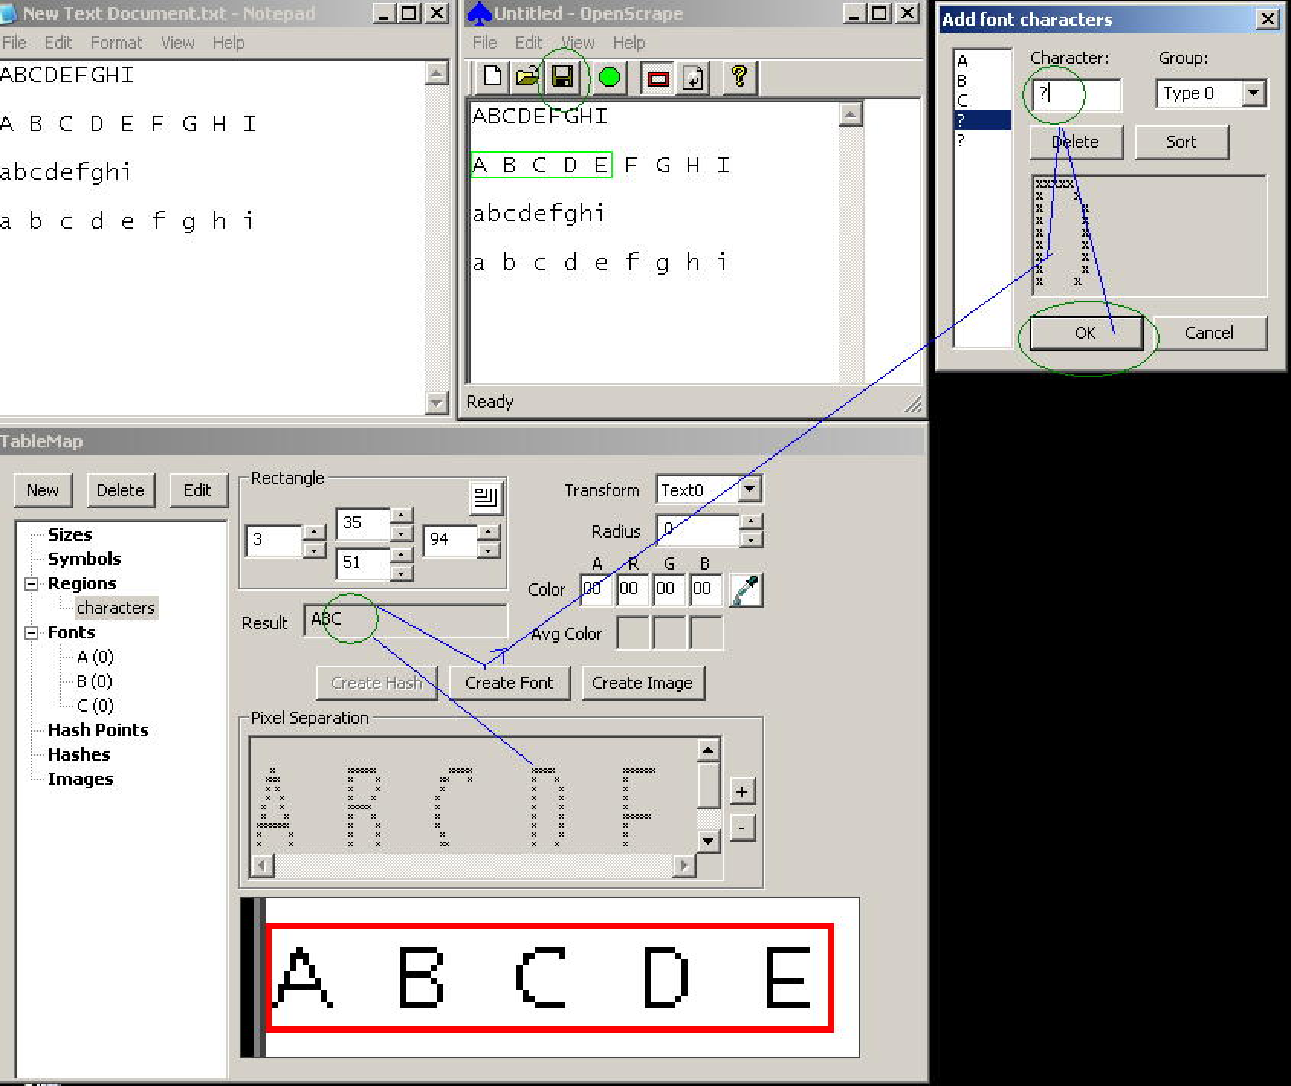 New Text Document.txt - Notepad
File Edit Format View Help
ABCDEFGHI
A B C D E F G H I
abcdefghi
a b c d e f g h i
Untitled - OpenScrape
File Edit View Help
ABCDEFGHI
A B C D E F G H I
abcdefghi
a b c d e f g h i
Ready
Add font characters
A
B
C
?
?
Character:
?
Group:
Type 0
Delete
Sort
OK
Cancel
TableMap
New
Delete
Edit
Sizes
Symbols
Regions
characters
Fonts
A (0)
B (0)
C (0)
Hash Points
Hashes
Images
Rectangle
3
35
51
94
Transform
Text0
Radius
0
A R G B
Color
00 00 00 00
Result
ABC
Avg Color
Create Hash
Create Font
Create Image
Pixel Separation
+
-
A B C D E